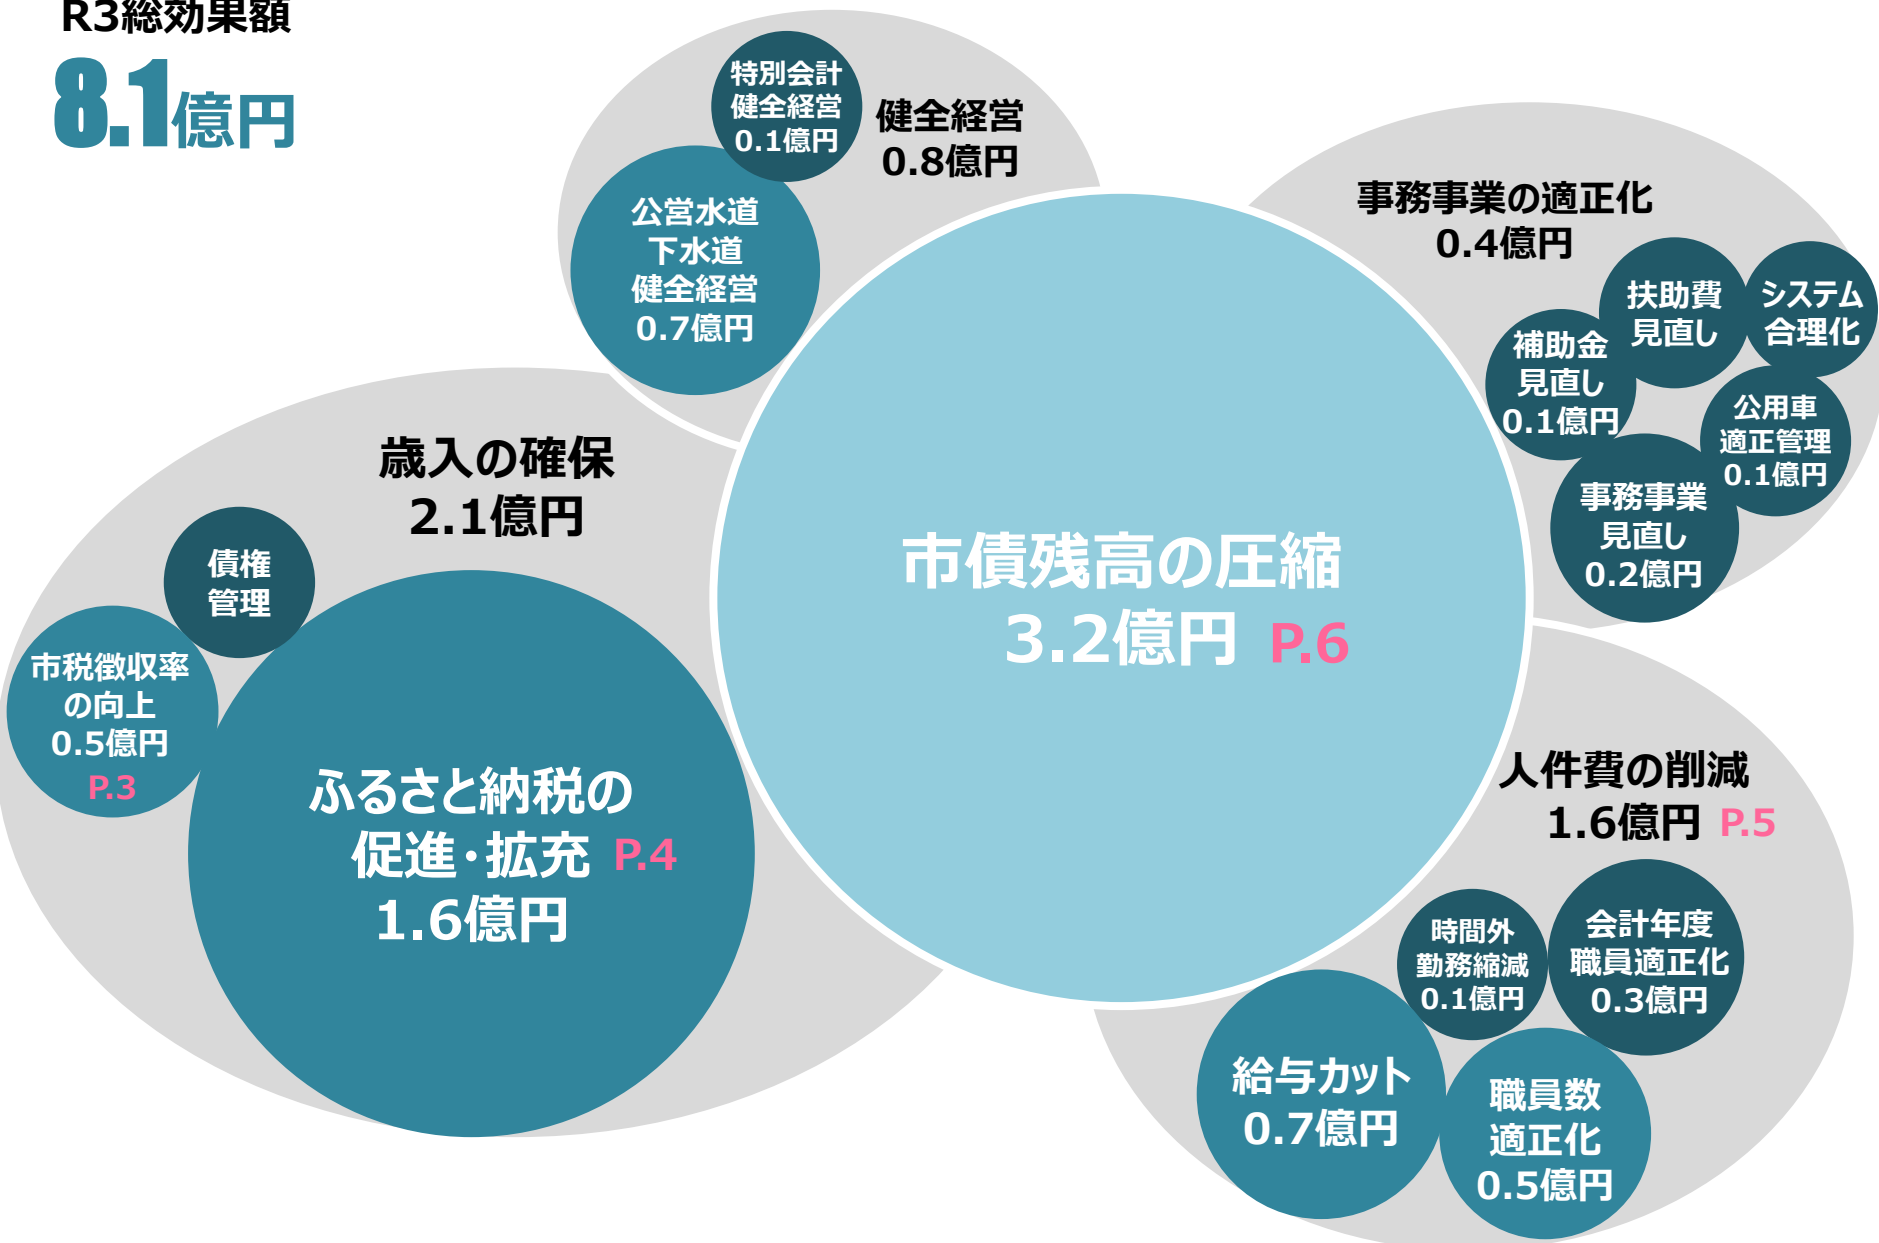 R3総効果額
8.1億円
特別会計
健全経営
0.1億円
健全経営
0.8億円
公営水道
下水道
健全経営
0.7億円
事務事業の適正化
0.4億円
扶助費
見直し
システム
合理化
補助金
見直し
0.1億円
公用車
適正管理
0.1億円
事務事業
見直し
0.2億円
歳入の確保
2.1億円
債権
管理
市税徴収率
の向上
0.5億円
P.3
ふるさと納税の
促進・拡充 P.4
1.6億円
市債残高の圧縮
3.2億円 P.6
人件費の削減
1.6億円 P.5
時間外
勤務縮減
0.1億円
会計年度
職員適正化
0.3億円
給与カット
0.7億円
職員数
適正化
0.5億円